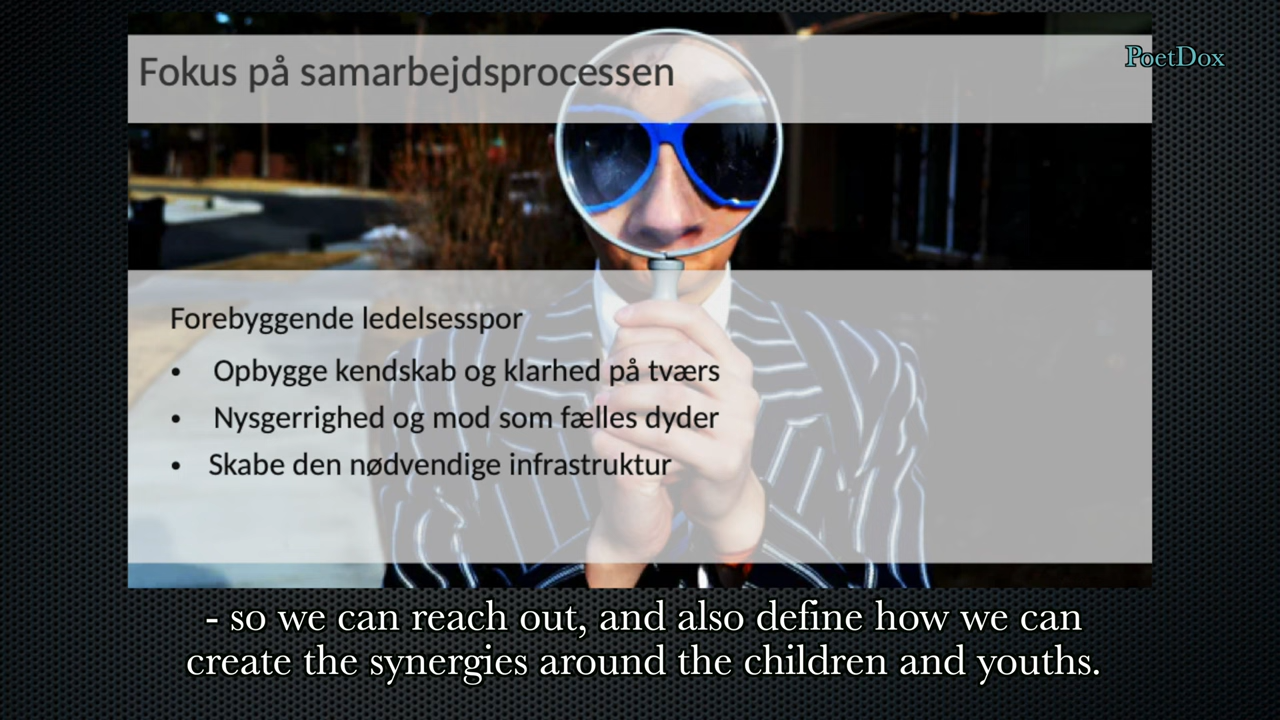 Fokus på samarbejdsprocessen
PoetDox
Forebyggende ledelsesspor
• Opbygge kendskab og klarhed på tværs
• Nysgerrighed og mod som fælles dyder
• Skabe den nødvendige infrastruktur
- so we can reach out, and also define how we can
create the synergies around the children and youths.